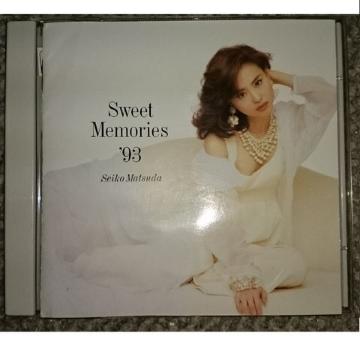 Sweet
Memories
'93
Seiko Matsuda